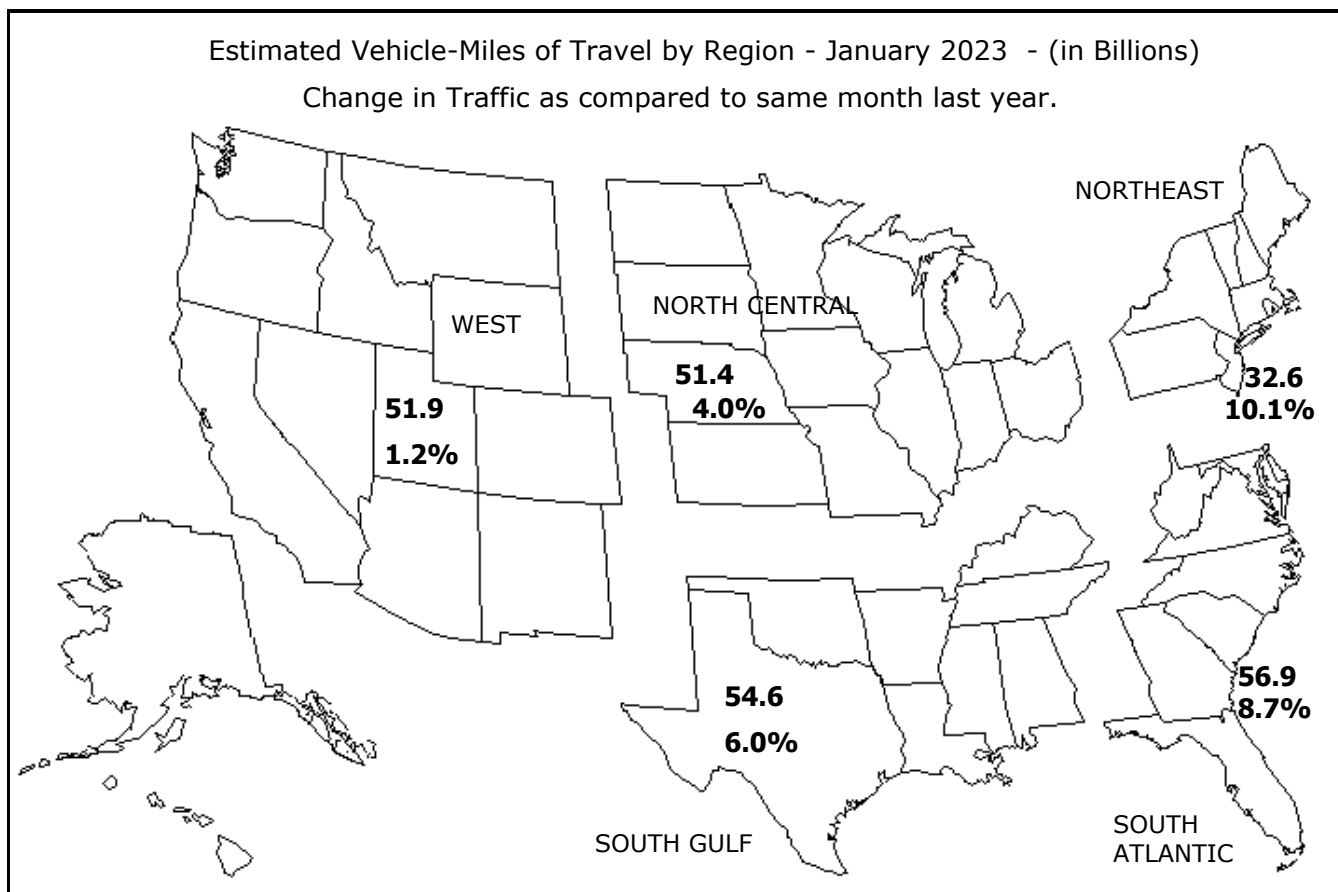 Estimated Vehicle-Miles of Travel by Region - January 2023 - (in Billions)
Change in Traffic as compared to same month last year.
NORTHEAST
32.6
10.1%
WEST
51.9
1.2%
NORTH CENTRAL
51.4
4.0%
SOUTH GULF
54.6
6.0%
SOUTH
ATLANTIC
56.9
8.7%